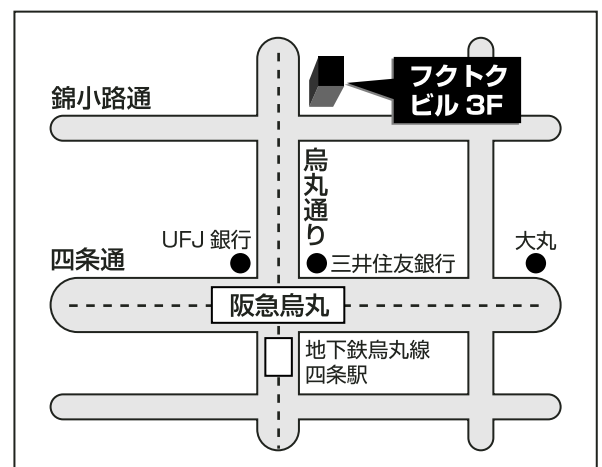 フクトク
ビル 3F
錦小路通
烏丸通り
UFJ 銀行
四条通
三井住友銀行
大丸
阪急烏丸
地下鉄烏丸線
四条駅